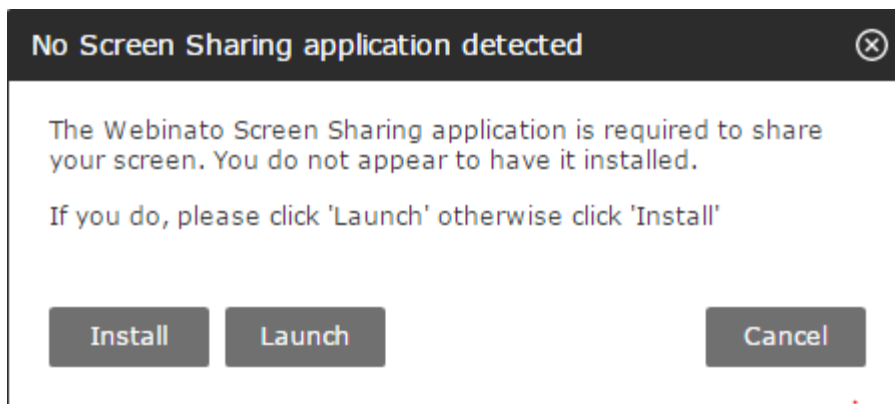 No Screen Sharing application detected
The Webinato Screen Sharing application is required to share
your screen. You do not appear to have it installed.
If you do, please click 'Launch' otherwise click 'Install'
Install Launch Cancel